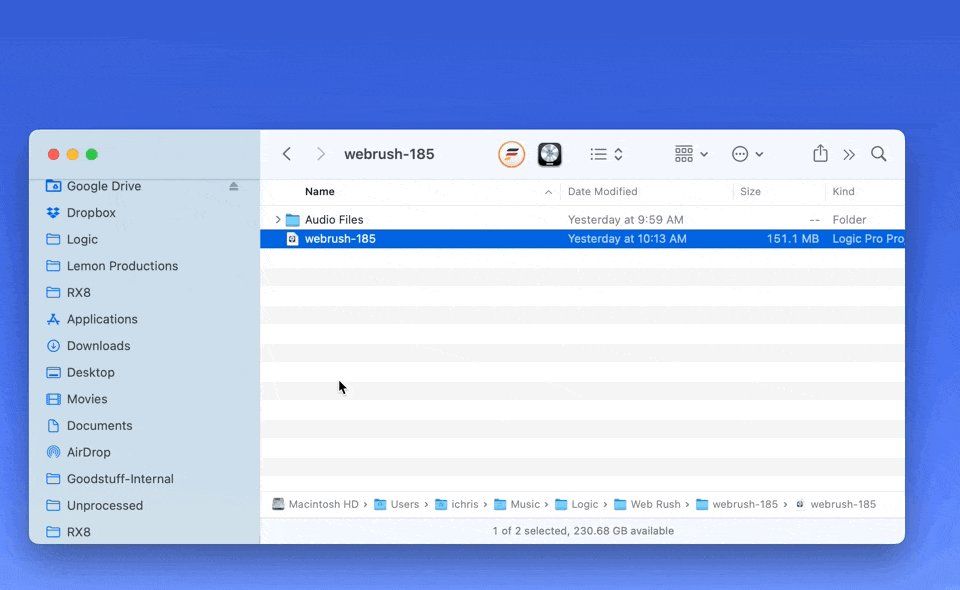 webrush-185
Google Drive
Dropbox
Logic
Lemon Productions
RX8
Applications
Downloads
Desktop
Movies
Documents
AirDrop
Goodstuff-Internal
Unprocessed
RX8
Name Date Modified Size Kind
Audio Files Yesterday at 9:59 AM -- Folder
webrush-185 Yesterday at 10:13 AM 151.1 MB Logic Pro Pro
Macintosh HD › Users › ichris › Music › Logic › Web Rush › webrush-185 › webrush-185
1 of 2 selected, 230.68 GB available